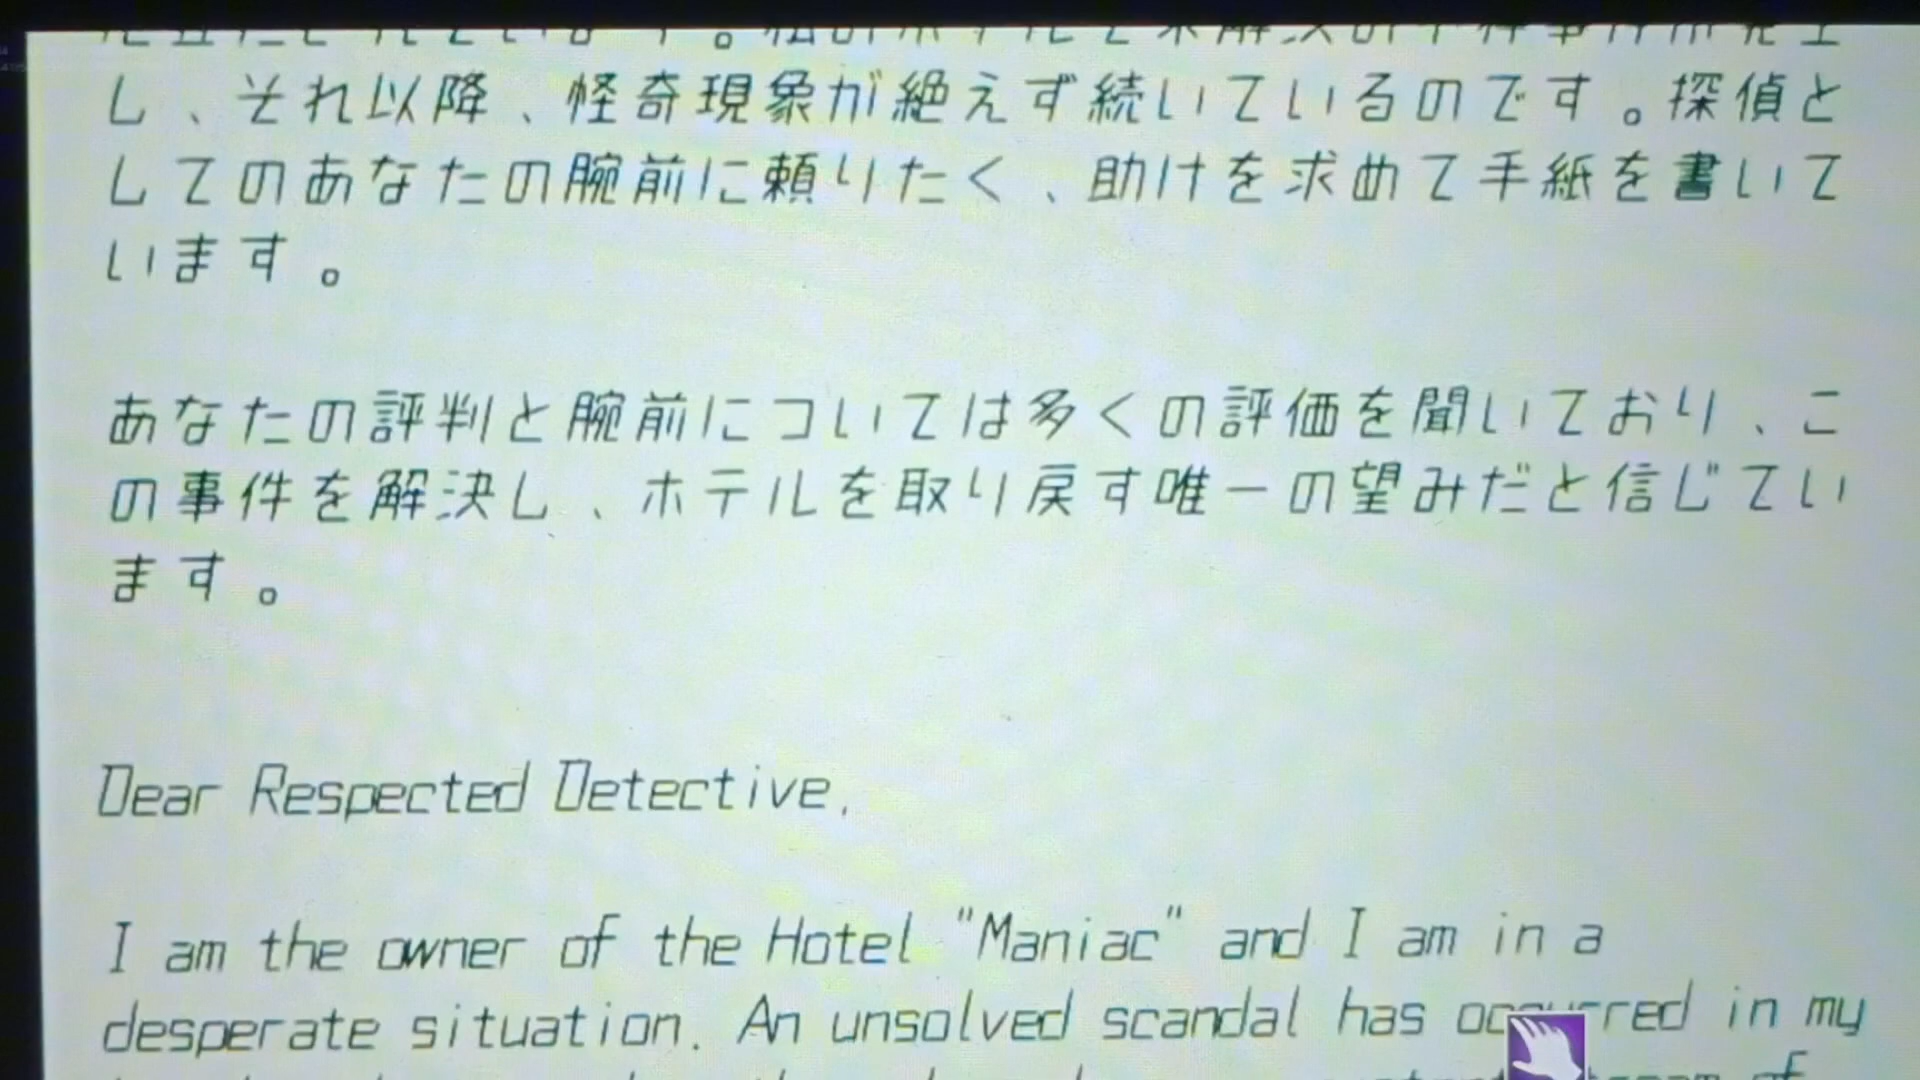 し、それ以降、怪奇現象が絶えず続いているのです。探偵と
してのあなたの腕前に頼りたく、助けを求めて手紙を書いて
います。
あなたの評判と腕前については多くの評価を聞いており、こ
の事件を解決し、ホテルを取り戻す唯一の望みだと信じてい
ます。
Dear Respected Detective,
I am the owner of the Hotel "Maniac" and I am in a
desperate situation. An unsolved scandal has occurred in my